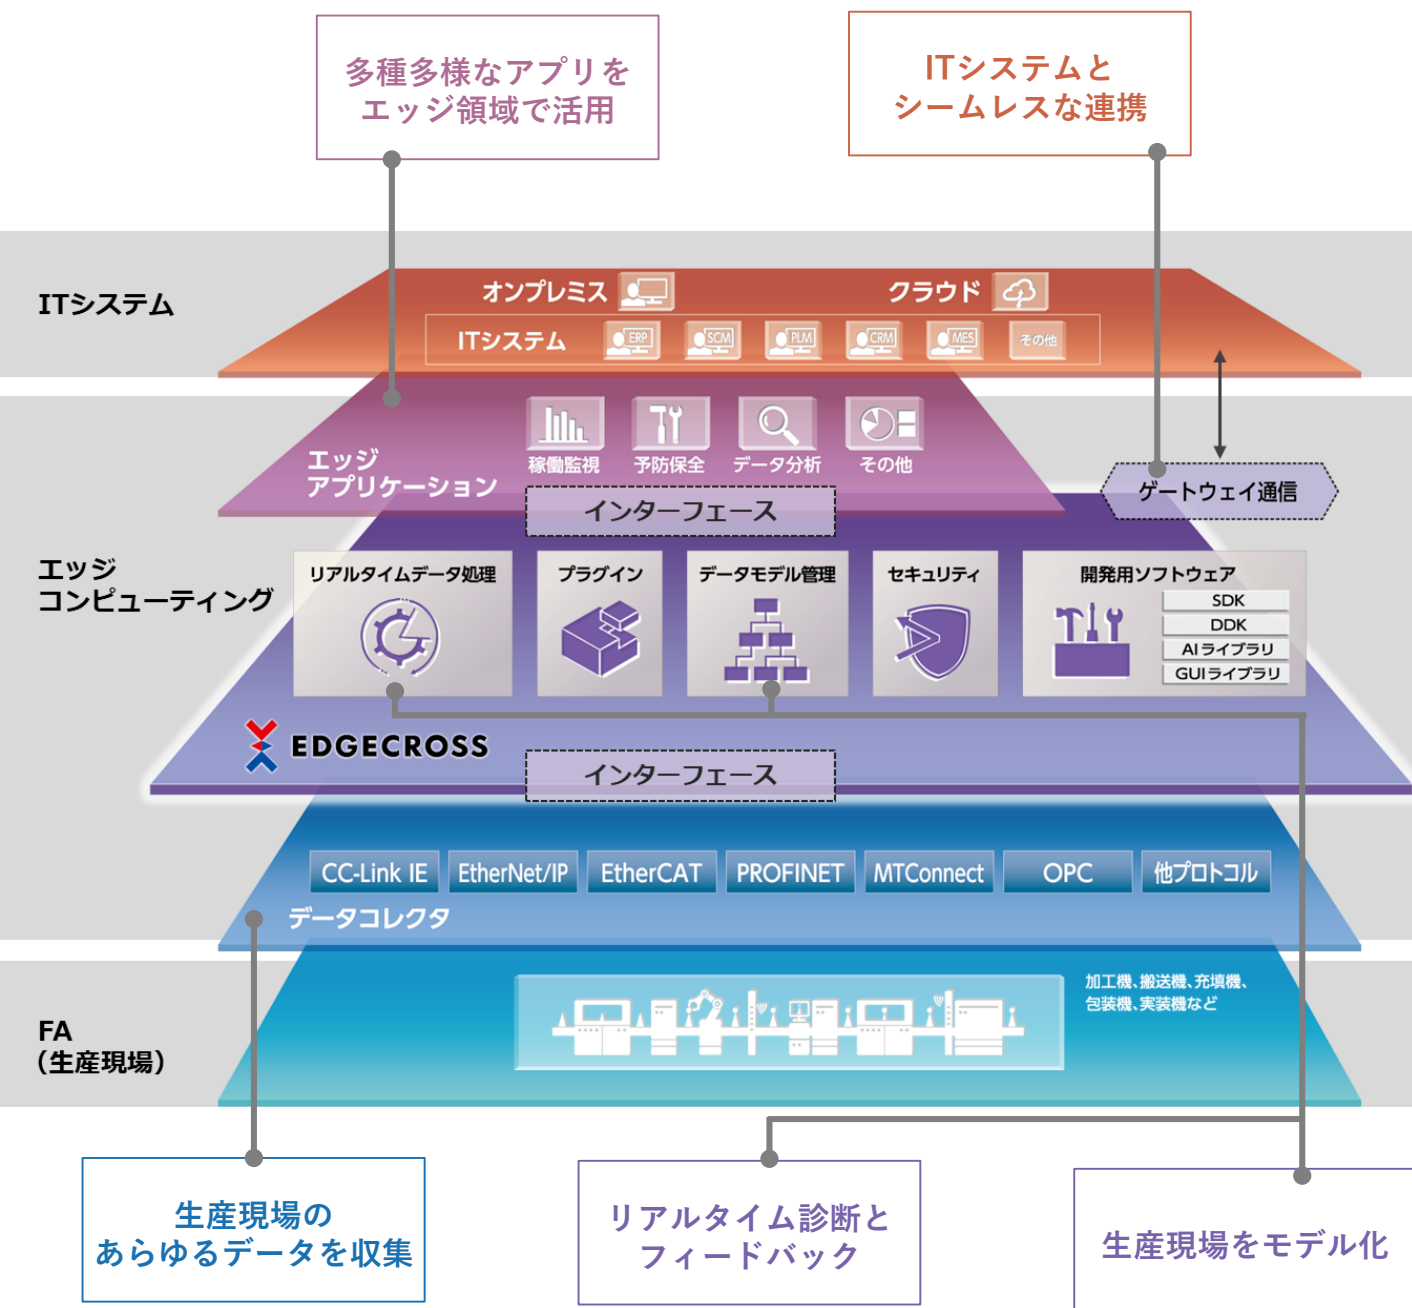 多種多様なアプリを
エッジ領域で活用
ITシステムと
シームレスな連携
ITシステム
オンプレミス
クラウド
ITシステム
ERP
SCM
PLM
CRM
MES
その他
エッジ
アプリケーション
稼働監視
予防保全
データ分析
その他
インターフェース
ゲートウェイ通信
エッジ
コンピューティング
リアルタイムデータ処理
プラグイン
データモデル管理
セキュリティ
開発用ソフトウェア
SDK
DDK
AIライブラリ
GUIライブラリ
EDGECROSS
インターフェース
CC-Link IE
EtherNet/IP
EtherCAT
PROFINET
MTConnect
OPC
他プロトコル
データコレクタ
FA
(生産現場)
加工機、搬送機、充填機、
包装機、実装機など
生産現場の
あらゆるデータを収集
リアルタイム診断と
フィードバック
生産現場をモデル化